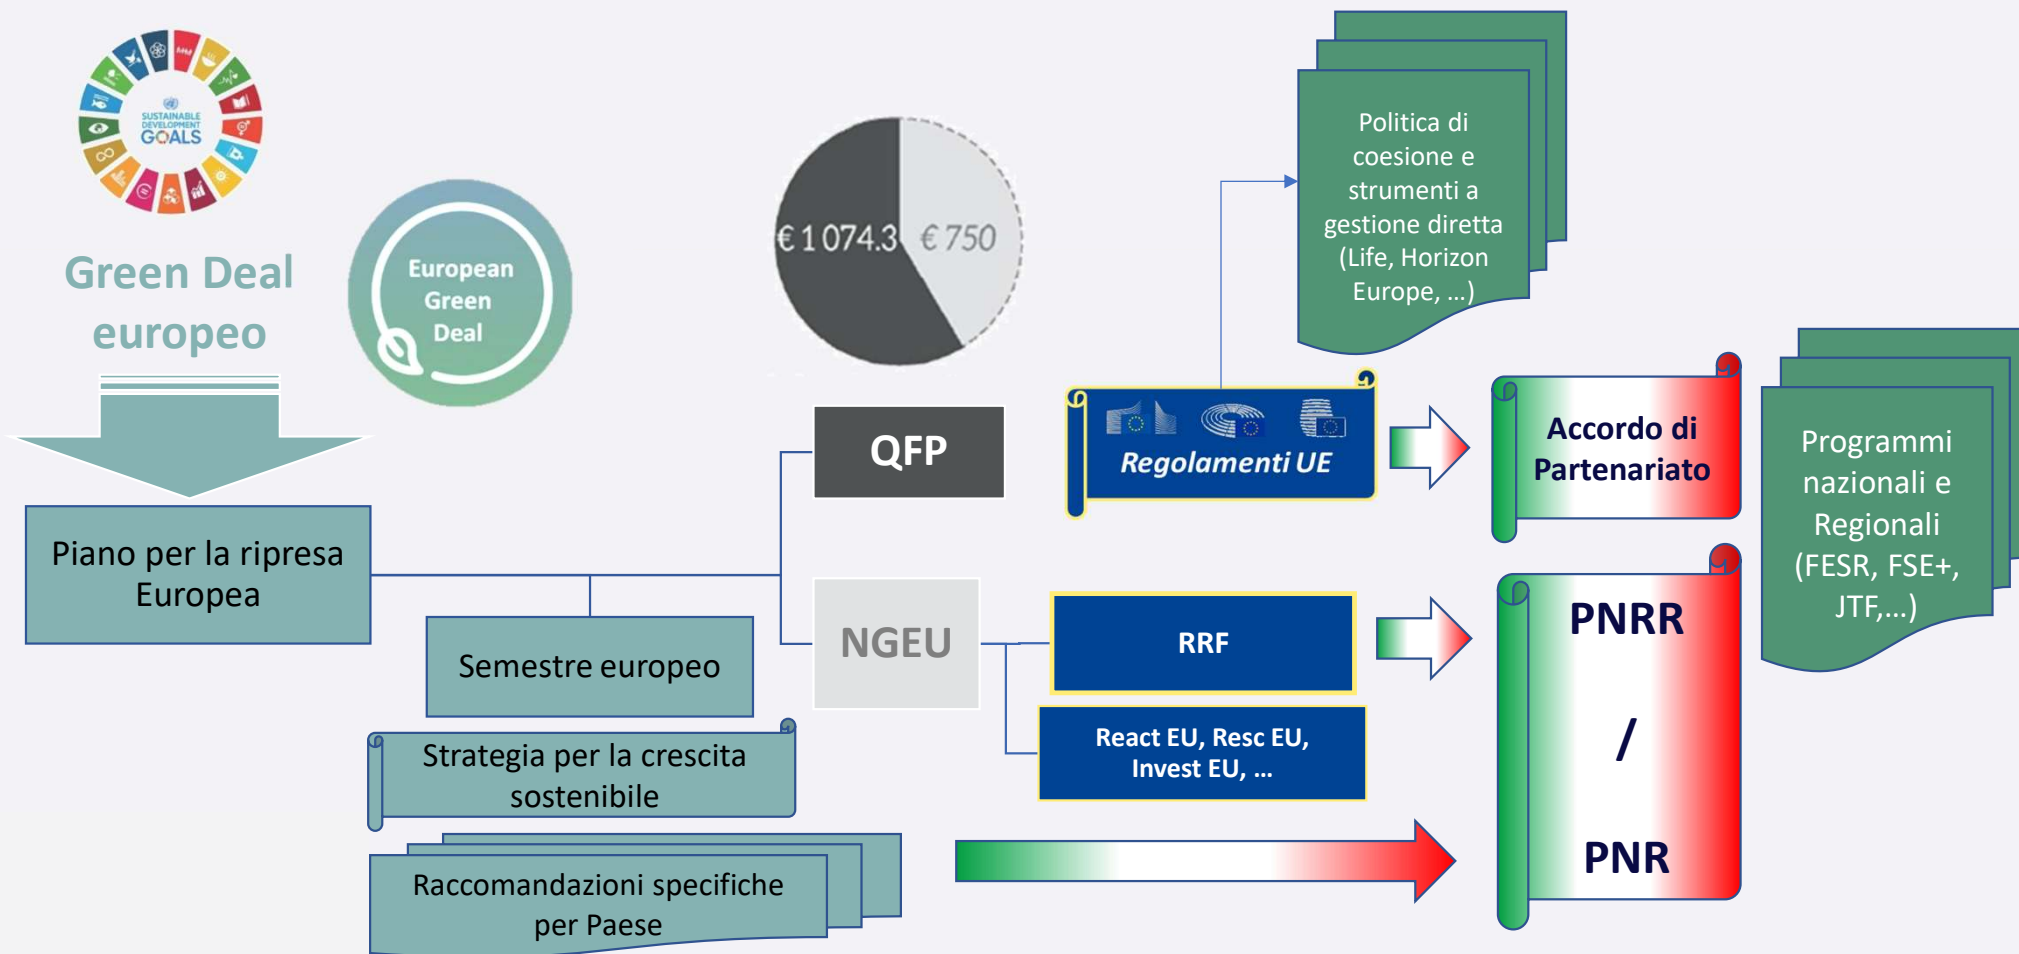 SUSTAINABLE
DEVELOPMENT
GOALS
Green Deal
europeo
European
Green
Deal
€ 1 074.3
€ 750
Politica di
coesione e
strumenti a
gestione diretta
(Life, Horizon
Europe, ...)
QFP
Regolamenti UE
Accordo di
Partenariato
Programmi
nazionali e
Regionali
(FESR, FSE+,
JTF,...)
Piano per la ripresa
Europea
Semestre europeo
NGEU
RRF
React EU, Resc EU,
Invest EU, ...
PNRR
/
PNR
Strategia per la crescita
sostenibile
Raccomandazioni specifiche
per Paese